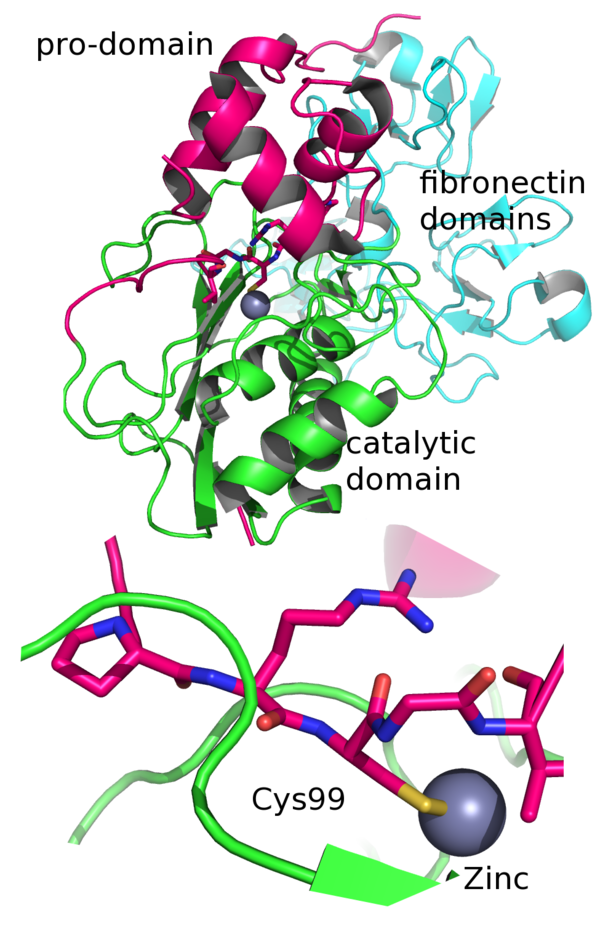 pro-domain
fibronectin
domains
catalytic
domain
Cys99
Zinc